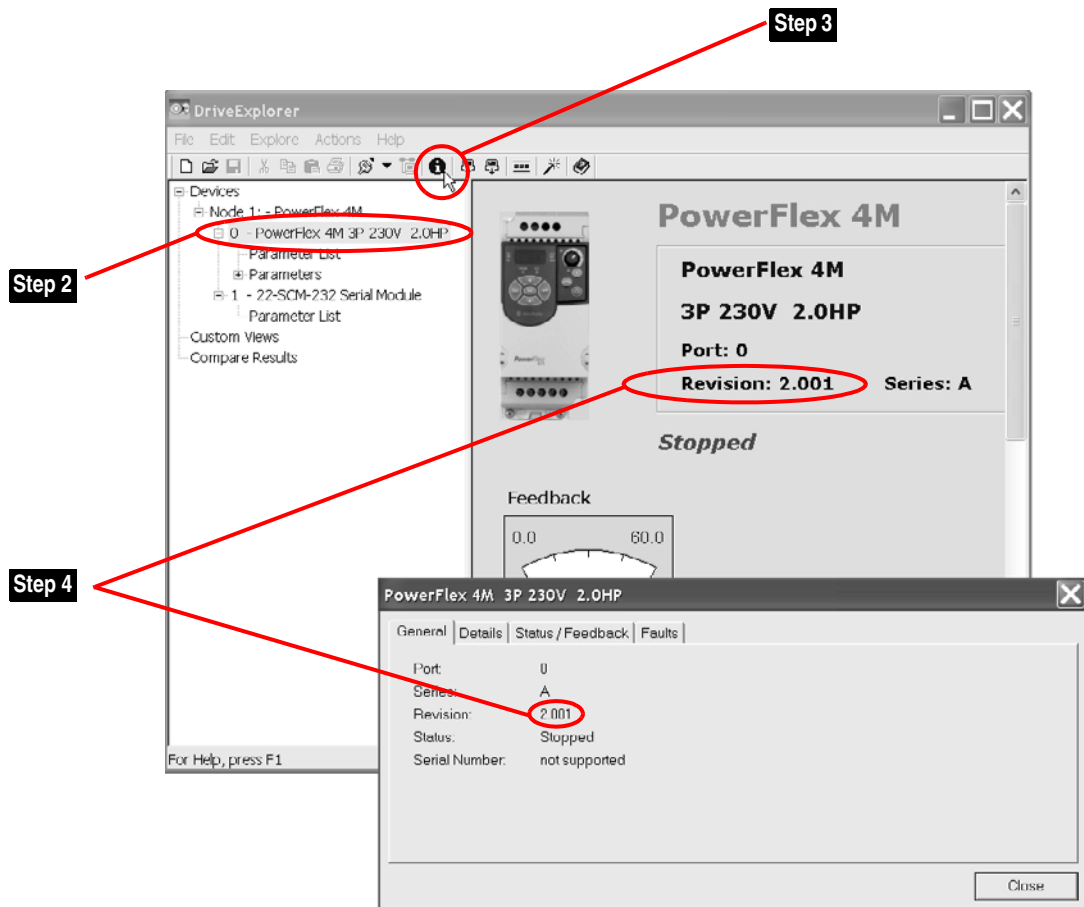 Step 3
DriveExplorer
File Edit Explore Actions Help
Devices
Node 1: - PowerFlex 4M
0 - PowerFlex 4M 3P 230V 2.0HP
Parameter List
Parameters
1 - 22-SCM-232 Serial Module
Parameter List
Custom Views
Compare Results
Step 2
PowerFlex 4M
PowerFlex 4M
3P 230V 2.0HP
Port: 0
Revision: 2.001 Series: A
Stopped
Feedback
0.0 60.0
Step 4
For Help, press F1
PowerFlex 4M 3P 230V 2.0HP
General Details Status / Feedback Faults
Port: 0
Series: A
Revision: 2.001
Status: Stopped
Serial Number: not supported
Close